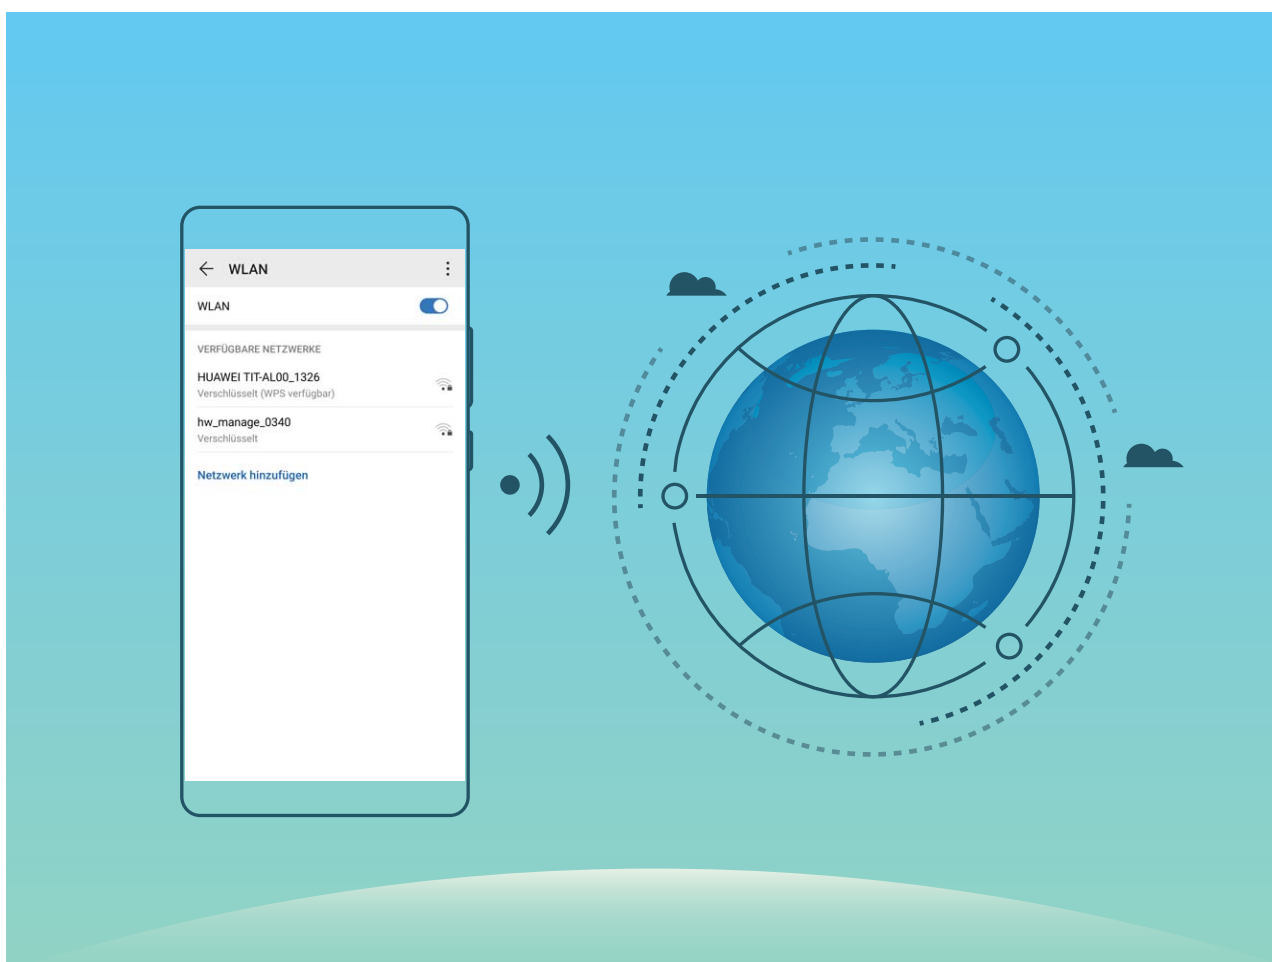 WLAN
WLAN
VERFÜGBARE NETZWERKE
HUAWEI TIT-AL00_1326
Verschlüsselt (WPS verfügbar)
hw_manage_0340
Verschlüsselt
Netzwerk hinzufügen